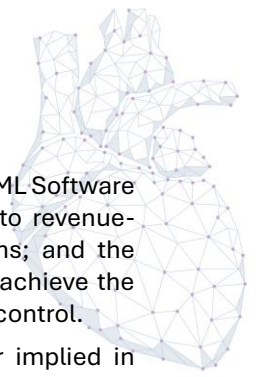 ML Software
to revenue-
ns; and the
achieve the
control.
r implied in